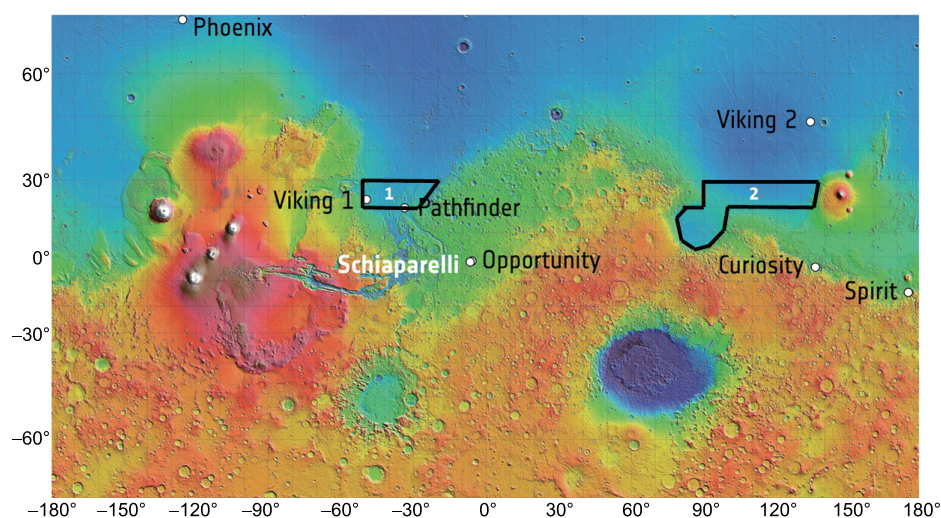 Phoenix
60°
Viking 2
30°
1
2
Viking 1
Pathfinder
0°
Schiaparelli
Opportunity
Curiosity
Spirit
–30°
–60°
–180° –150° –120° –90° –60° –30° 0° 30° 60° 90° 120° 150° 180°